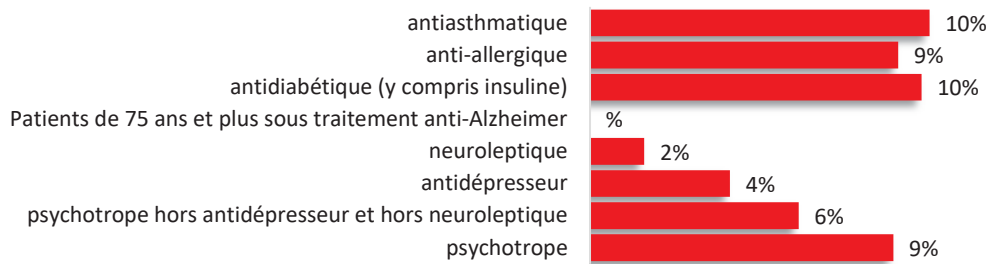 antiasthmatique 10%
anti-allergique 9%
antidiabétique (y compris insuline) 10%
Patients de 75 ans et plus sous traitement anti-Alzheimer %
neuroleptique 2%
antidépresseur 4%
psychotrope hors antidépresseur et hors neuroleptique 6%
psychotrope 9%